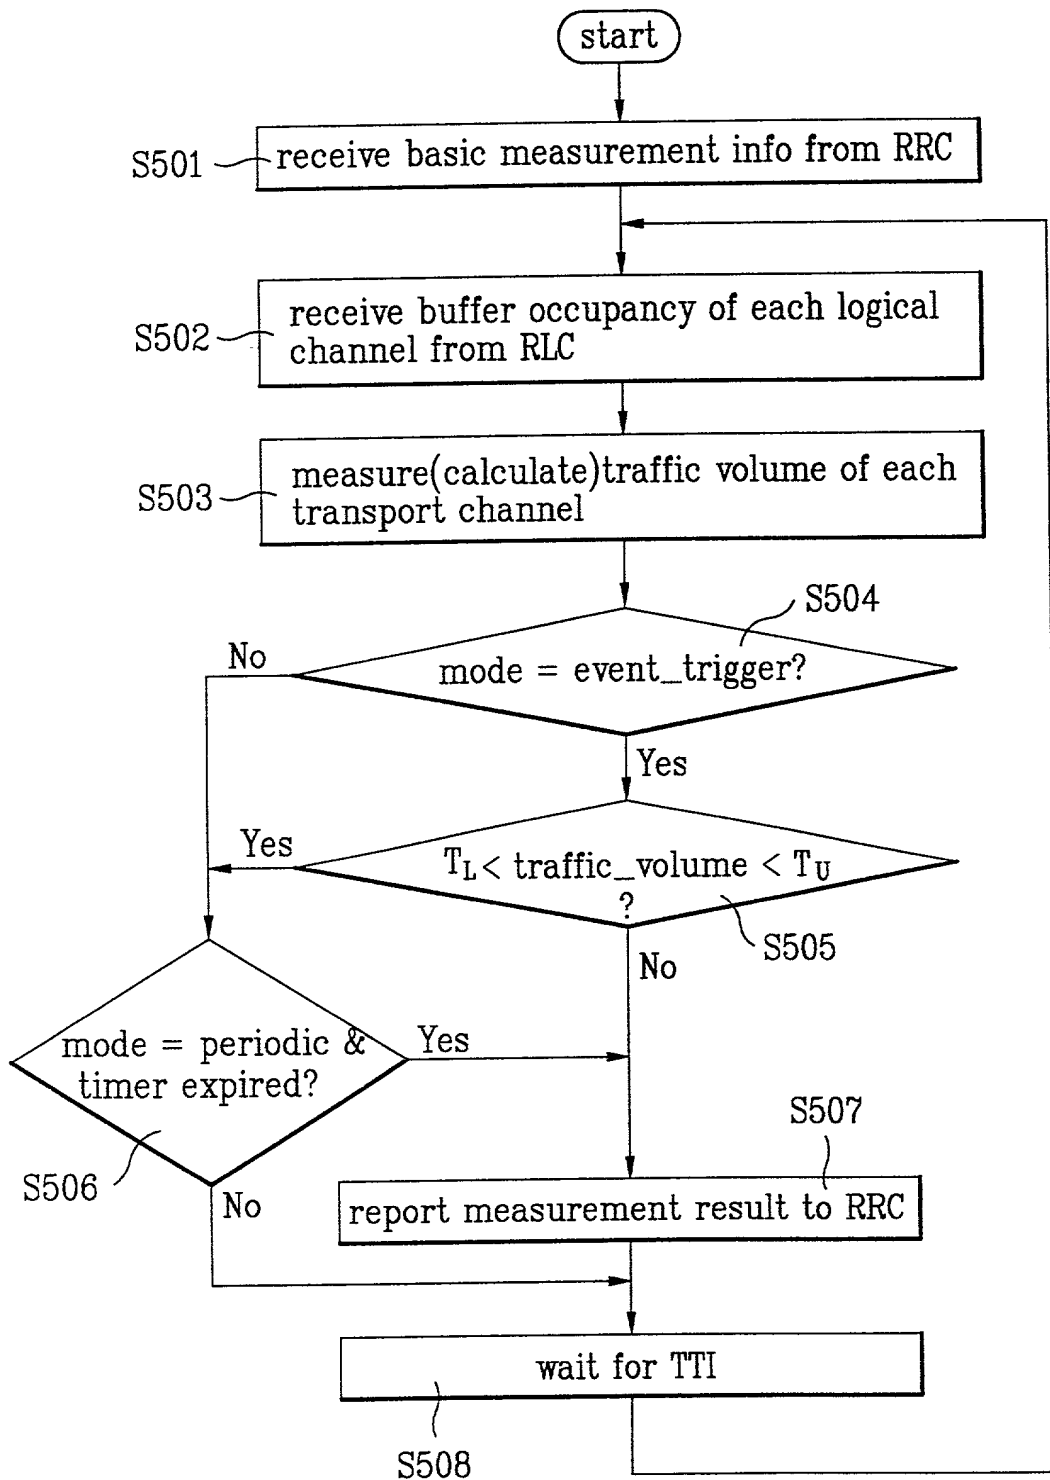 start
S501
receive basic measurement info from RRC
S502
receive buffer occupancy of each logical
channel from RLC
S503
measure(calculate)traffic volume of each
transport channel
S504
No
mode = event_trigger?
Yes
Yes
TL < traffic_volume < TU
?
S505
No
mode = periodic &
timer expired?
Yes
S506
No
S507
report measurement result to RRC
wait for TTI
S508